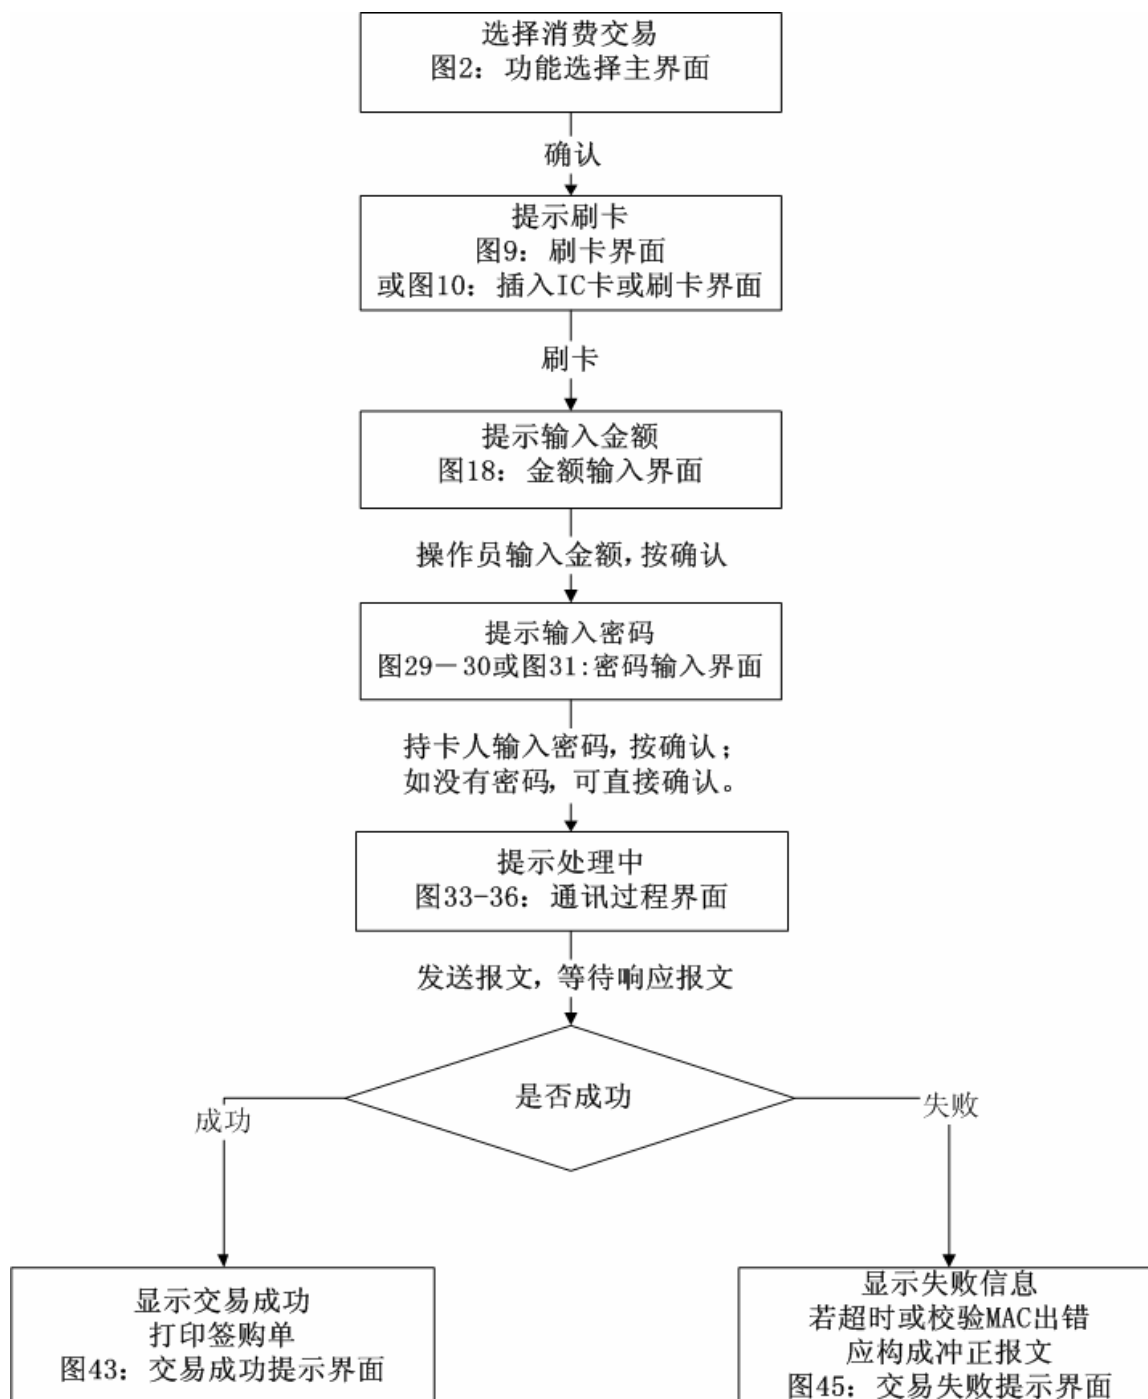 选择消费交易
图2：功能选择主界面
确认
提示刷卡
图9：刷卡界面
或图10：插入IC卡或刷卡界面
刷卡
提示输入金额
图18：金额输入界面
操作员输入金额，按确认
提示输入密码
图29－30或图31:密码输入界面
持卡人输入密码，按确认；
如没有密码，可直接确认。
提示处理中
图33-36：通讯过程界面
发送报文，等待响应报文
是否成功
成功
失败
显示交易成功
打印签购单
图43：交易成功提示界面
显示失败信息
若超时或校验MAC出错
应构成冲正报文
图45：交易失败提示界面